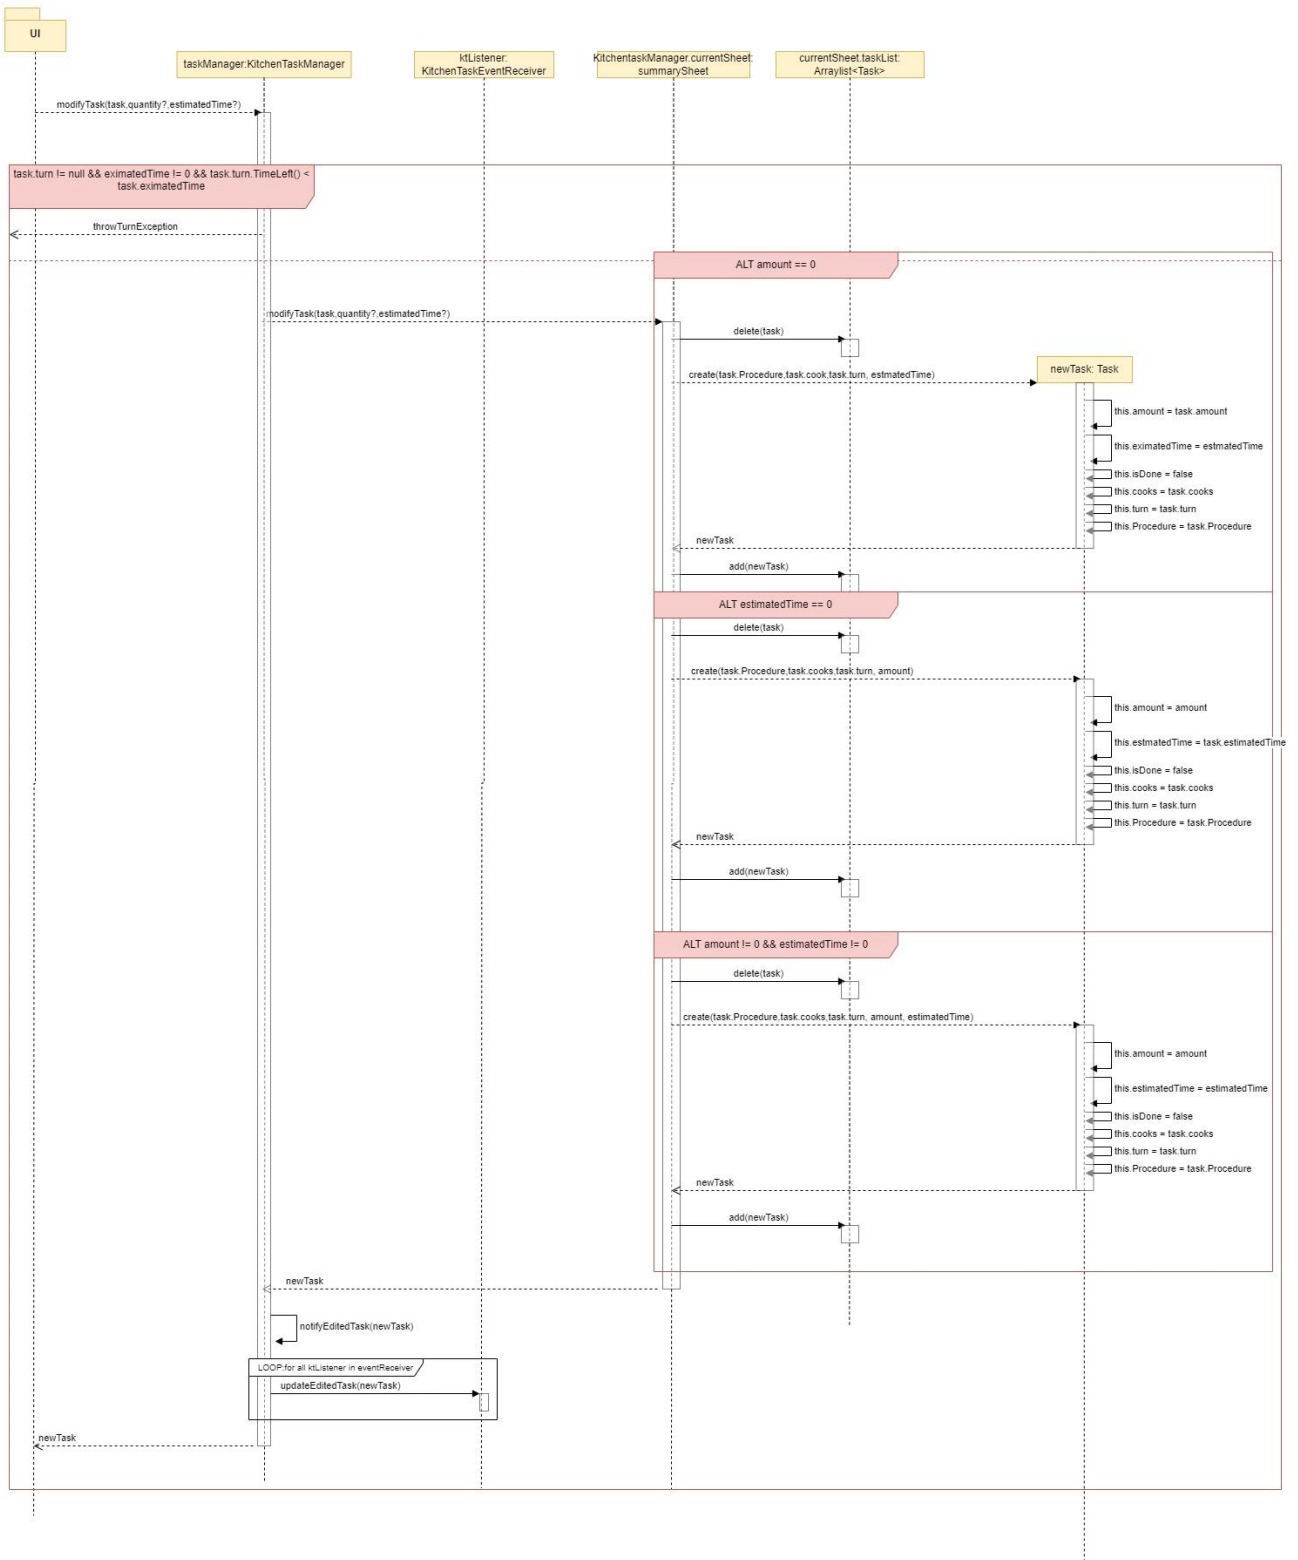 UI
taskManager:KitchenTaskManager
ktListener:
KitchenTaskEventReceiver
KitchentaskManager.currentSheet:
summarySheet
currentSheet.taskList:
Arraylist<Task>
modifyTask(task,quantity?,estimatedTime?)
task.turn != null && eximatedTime != 0 && task.turn.TimeLeft() <
task.eximatedTime
throwTurnException
ALT amount == 0
modifyTask(task,quantity?,estimatedTime?)
delete(task)
create(task.Procedure,task.cook,task.turn, estmatedTime)
newTask: Task
this.amount = task.amount
this.eximatedTime = estmatedTime
this.isDone = false
this.cooks = task.cooks
this.turn = task.turn
this.Procedure = task.Procedure
newTask
add(newTask)
ALT estimatedTime == 0
delete(task)
create(task.Procedure,task.cooks,task.turn, amount)
this.amount = amount
this.estmatedTime = task.estimatedTime
this.isDone = false
this.cooks = task.cooks
this.turn = task.turn
this.Procedure = task.Procedure
newTask
add(newTask)
ALT amount != 0 && estimatedTime != 0
delete(task)
create(task.Procedure,task.cooks,task.turn, amount, estimatedTime)
this.amount = amount
this.estimatedTime = estimatedTime
this.isDone = false
this.cooks = task.cooks
this.turn = task.turn
this.Procedure = task.Procedure
newTask
add(newTask)
newTask
notifyEditedTask(newTask)
LOOP:for all ktListener in eventReceiver
updateEditedTask(newTask)
newTask